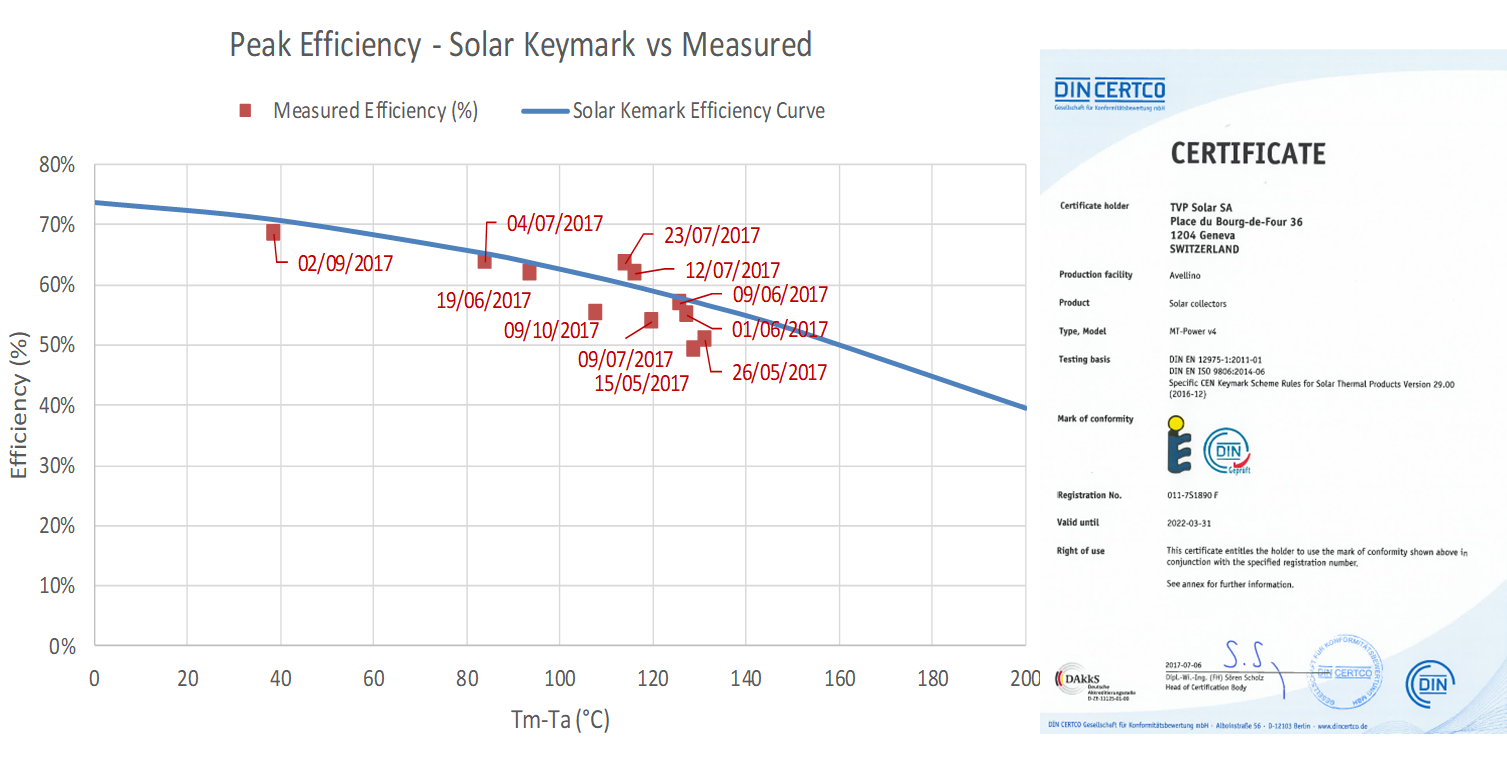 Peak Efficiency - Solar Keymark vs Measured
Measured Efficiency (%)
Solar Kemark Efficiency Curve
80%
70%
60%
50%
40%
30%
20%
10%
0%
Efficiency (%)
04/07/2017
23/07/2017
02/09/2017
12/07/2017
19/06/2017
09/06/2017
09/10/2017
01/06/2017
09/07/2017
15/05/2017
26/05/2017
0 20 40 60 80 100 120 140 160 180 200
Tm-Ta (°C)
DIN CERTCO
Gesellschaft für Konformitätsbewertung mbH
CERTIFICATE
Certificate holder
TVP Solar SA
Place du Bourg-de-Four 36
1204 Geneva
SWITZERLAND
Production facility
Avellino
Product
Solar collectors
Type, Model
MT-Power v4
Testing basis
DIN EN 12975-1:2011-01
DIN EN ISO 9806:2014-06
Specific CEN Keymark Scheme Rules for Solar Thermal Products Version 29.00
(2016-12)
Mark of conformity
DIN
Geprüft
Registration No.
011-7S1890 F
Valid until
2022-03-31
Right of use
This certificate entitles the holder to use the mark of conformity shown above in
conjunction with the specified registration number.
See annex for further information.
2017-07-06
Dipl.-Wi.-Ing. (FH) Sören Scholz
Head of Certification Body
DAkkS
Deutsche
Akkreditierungsstelle
D-ZE-11125-01-00
DIN CERTCO
DIN
DIN CERTCO Gesellschaft für Konformitätsbewertung mbH · Alboinstraße 56 · D-12103 Berlin · www.dincertco.de